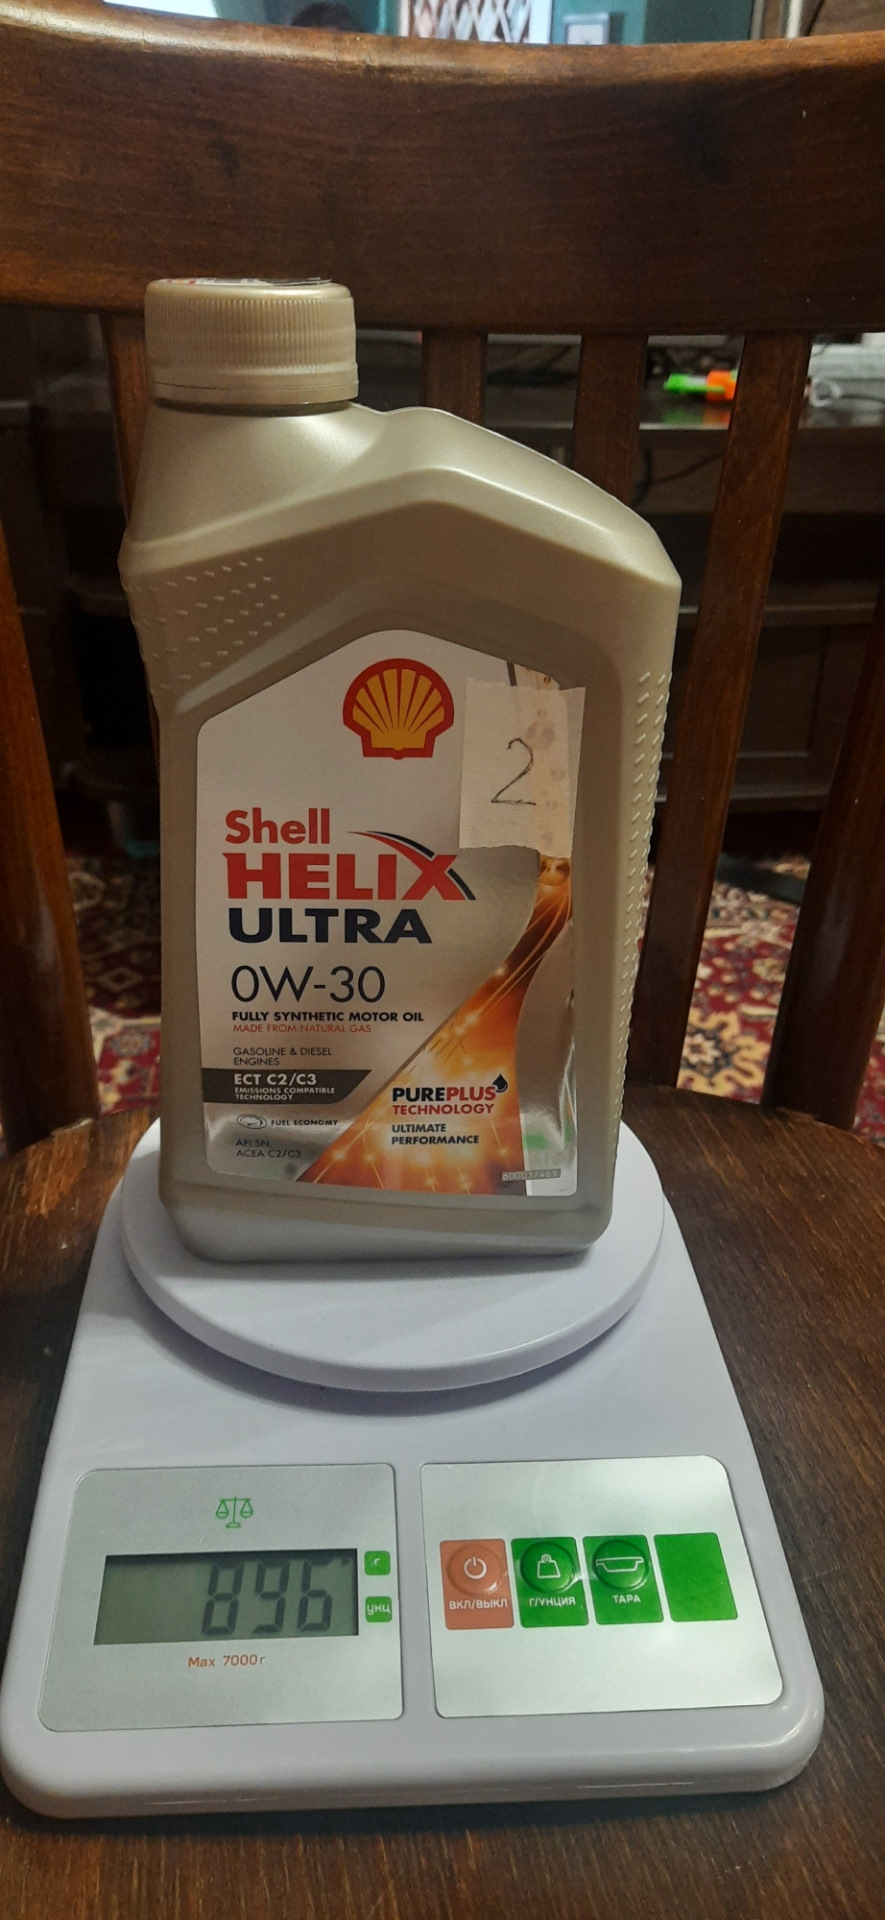 2
Shell
HELIX
ULTRA
0W-30
FULLY SYNTHETIC MOTOR OIL
MADE FROM NATURAL GAS
GASOLINE & DIESEL
ENGINES
ECT C2/C3
EMISSIONS COMPATIBLE
TECHNOLOGY
FUEL ECONOMY
API SN,
ACEA C2/C3
PUREPLUS
TECHNOLOGY
ULTIMATE
PERFORMANCE
896
г
унц
Max 7000г
ВКЛ/ВЫКЛ
Г/УНЦИЯ
ТАРА